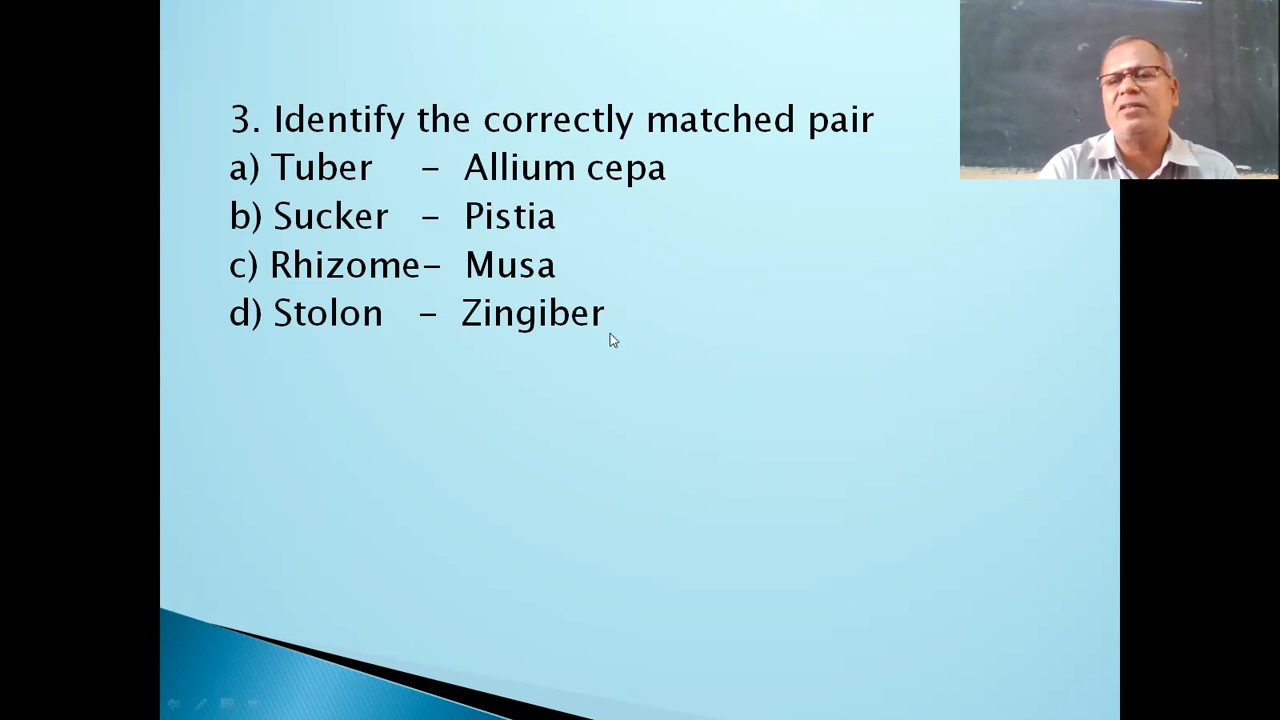 3. Identify the correctly matched pair
a) Tuber - Allium cepa
b) Sucker - Pistia
c) Rhizome- Musa
d) Stolon - Zingiber